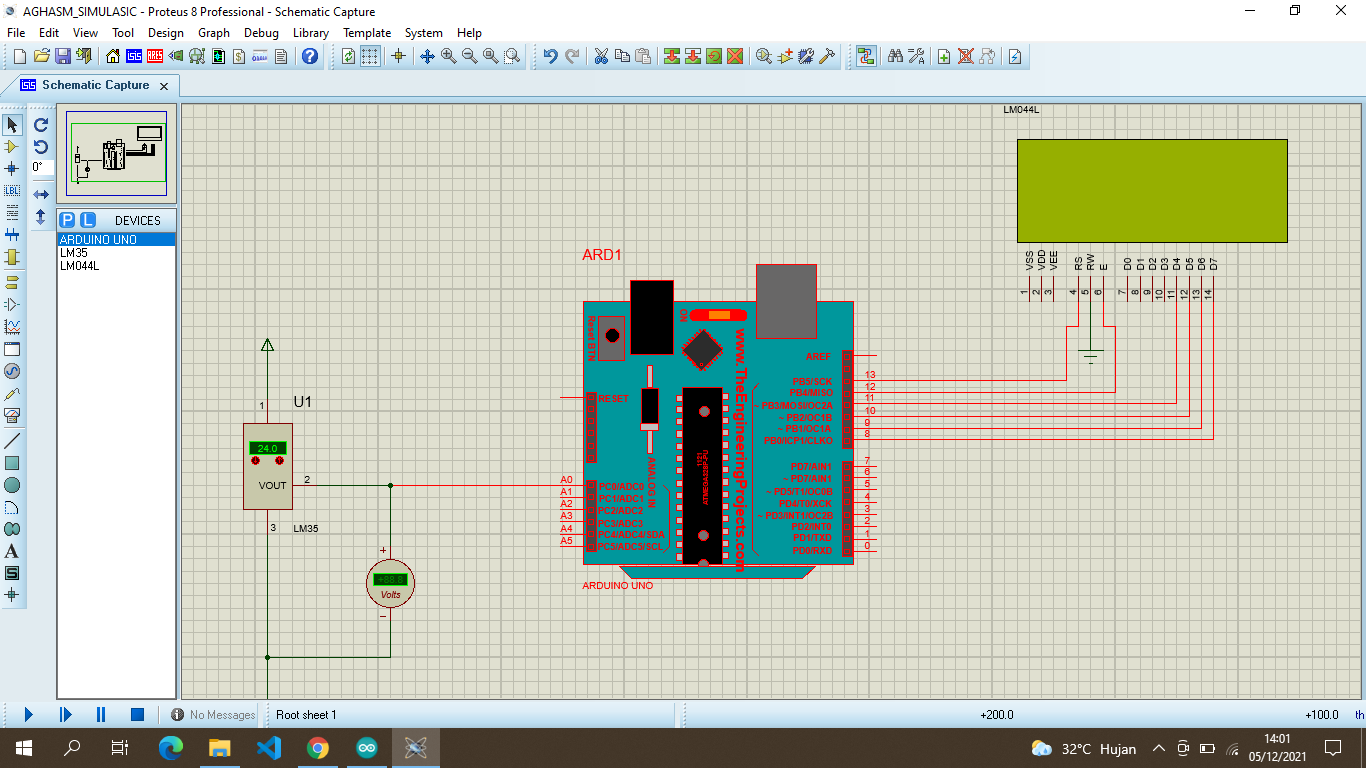 AGHASM_SIMULASIC - Proteus 8 Professional - Schematic Capture
File Edit View Tool Design Graph Debug Library Template System Help
Schematic Capture
0°
LBL
P L DEVICES
ARDUINO UNO
LM35
LM044L
LM044L
VSS VDD VEE RS RW E D0 D1 D2 D3 D4 D5 D6 D7
1 2 3 4 5 6 7 8 9 10 11 12 13 14
ARD1
Reset BTN
ON
www.TheEngineeringProjects.com
AREF
PB5/SCK 13
PB4/MISO 12
~ PB3/MOSI/OC2A 11
~ PB2/OC1B 10
~ PB1/OC1A 9
PB0/ICP1/CLKO 8
RESET
1121
ATMEGA328P-PU
ANALOG IN
A0 PC0/ADC0
A1 PC1/ADC1
A2 PC2/ADC2
A3 PC3/ADC3
A4 PC4/ADC4/SDA
A5 PC5/ADC5/SCL
PD7/AIN1 7
~ PD7/AIN1 6
~ PD5/T1/OC0B 5
PD4/T0/XCK 4
~ PD3/INT1/OC2B 3
PD2/INT0 2
PD1/TXD 1
PD0/RXD 0
ARDUINO UNO
1
U1
24.0
2
VOUT
3
LM35
+
+88.8
Volts
−
No Messages
Root sheet 1
+200.0
+100.0
th
32°C Hujan
14:01
05/12/2021